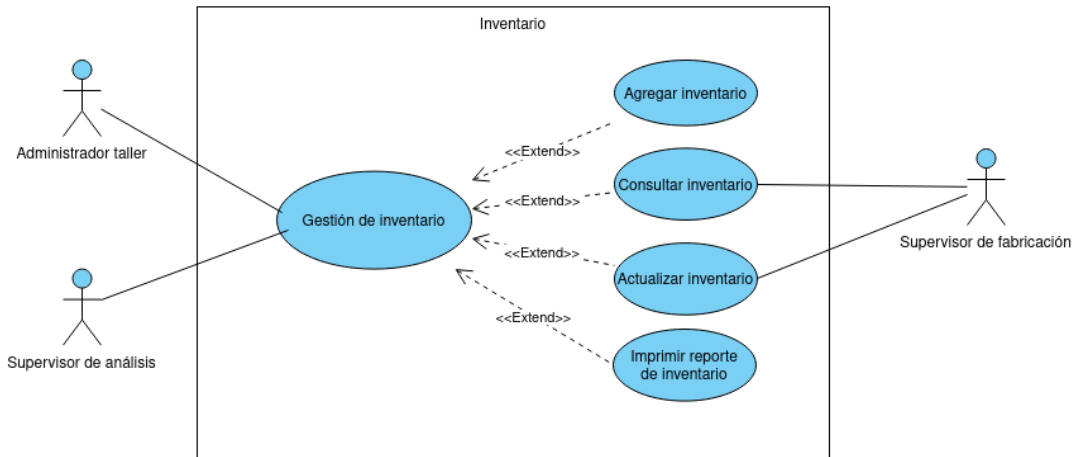 Inventario
Administrador taller
Supervisor de análisis
Gestión de inventario
<<Extend>>
<<Extend>>
<<Extend>>
<<Extend>>
Agregar inventario
Consultar inventario
Actualizar inventario
Imprimir reporte
de inventario
Supervisor de fabricación